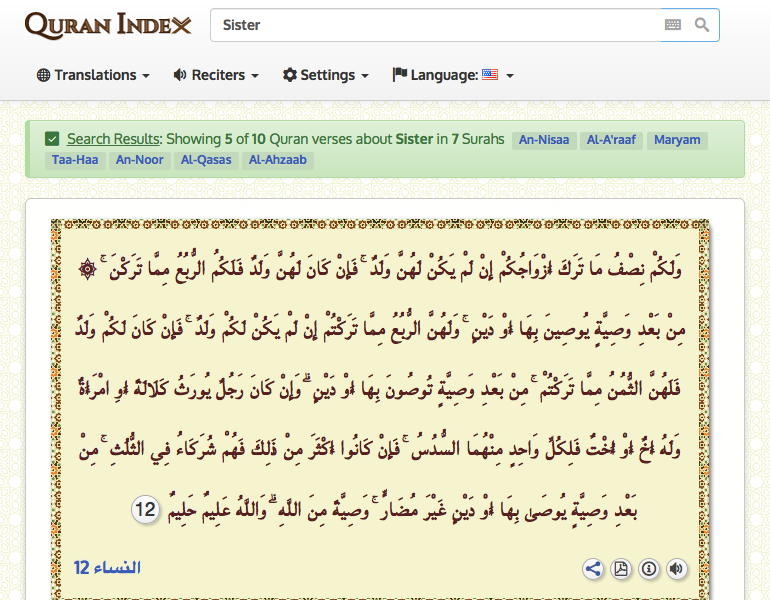 QURAN INDEX
Sister
Translations
Reciters
Settings
Language:
Search Results: Showing 5 of 10 Quran verses about Sister in 7 Surahs An-Nisaa Al-A'raaf Maryam
Taa-Haa An-Noor Al-Qasas Al-Ahzaab
۞ وَلَكُمْ نِصْفُ مَا تَرَكَ أَزْوَاجُكُمْ إِنْ لَمْ يَكُنْ لَهُنَّ وَلَدٌ ۚ فَإِنْ كَانَ لَهُنَّ وَلَدٌ فَلَكُمُ الرُّبُعُ مِمَّا تَرَكْنَ ۚ
مِنْ بَعْدِ وَصِيَّةٍ يُوصِينَ بِهَا أَوْ دَيْنٍ ۚ وَلَهُنَّ الرُّبُعُ مِمَّا تَرَكْتُمْ إِنْ لَمْ يَكُنْ لَكُمْ وَلَدٌ ۚ فَإِنْ كَانَ لَكُمْ وَلَدٌ
فَلَهُنَّ الثُّمُنُ مِمَّا تَرَكْتُمْ ۚ مِنْ بَعْدِ وَصِيَّةٍ تُوصُونَ بِهَا أَوْ دَيْنٍ ۗ وَإِنْ كَانَ رَجُلٌ يُورَثُ كَلَالَةً أَوِ امْرَأَةٌ
وَلَهُ أَخٌ أَوْ أُخْتٌ فَلِكُلِّ وَاحِدٍ مِنْهُمَا السُّدُسُ ۚ فَإِنْ كَانُوا أَكْثَرَ مِنْ ذَلِكَ فَهُمْ شُرَكَاءُ فِي الثُّلُثِ ۚ مِنْ
بَعْدِ وَصِيَّةٍ يُوصَى بِهَا أَوْ دَيْنٍ غَيْرَ مُضَارٍّ ۚ وَصِيَّةً مِنَ اللَّهِ ۗ وَاللَّهُ عَلِيمٌ حَلِيمٌ 12
النساء 12